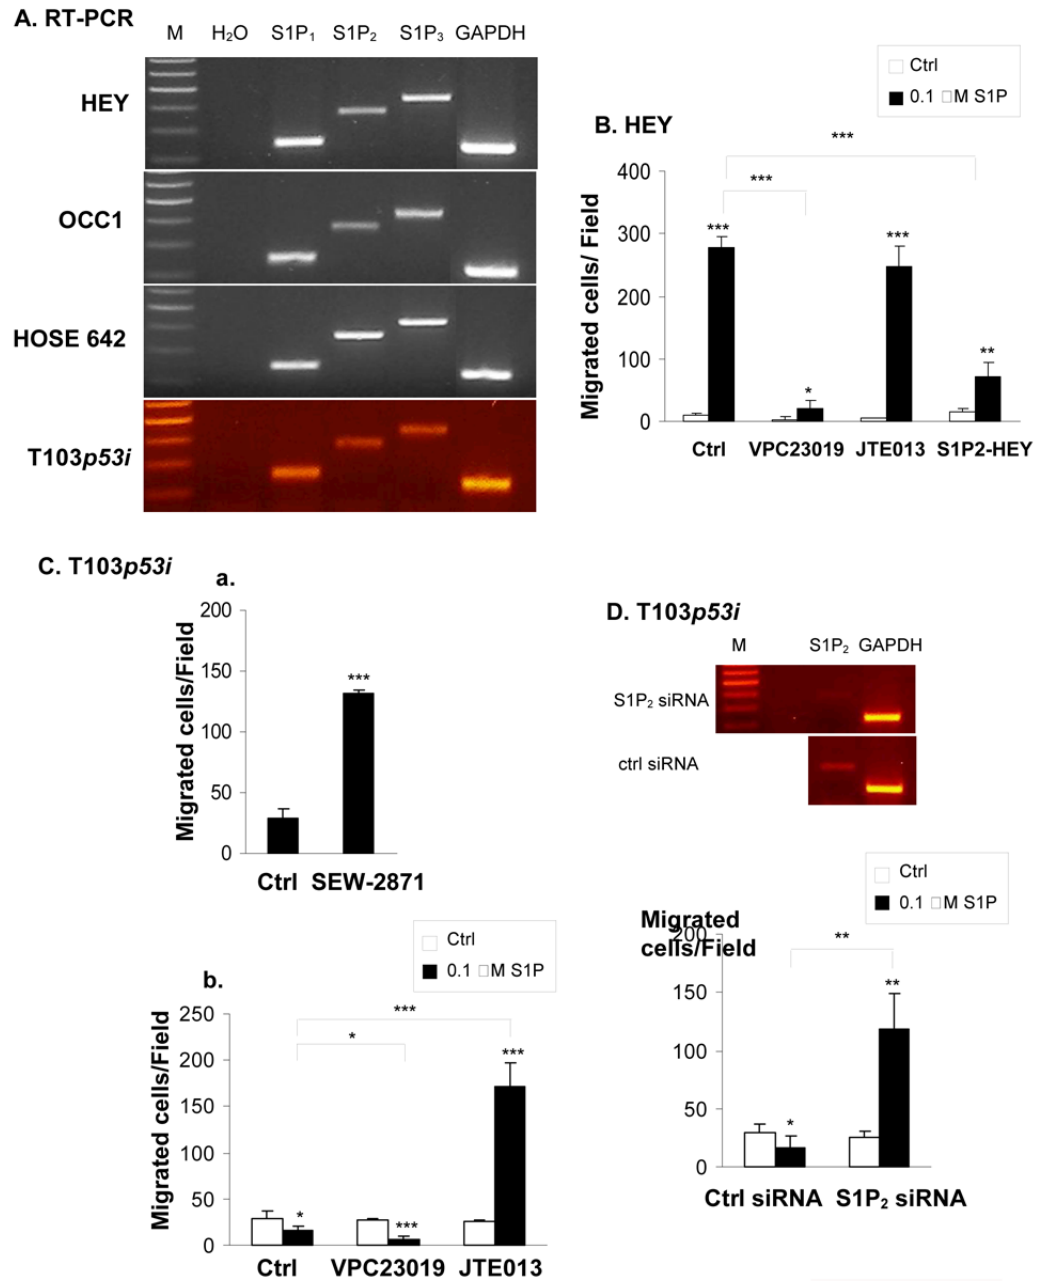 A. RT-PCR
M H₂O S1P₁ S1P₂ S1P₃ GAPDH
HEY
OCC1
HOSE 642
T103p53i
Ctrl
0.1 □M S1P
B. HEY
***
***
400
300
200
100
0
Migrated cells/ Field
***
*
***
**
Ctrl VPC23019 JTE013 S1P2-HEY
C. T103p53i
a.
200
150
100
50
0
Migrated cells/Field
***
Ctrl SEW-2871
b.
Ctrl
0.1 □M S1P
250
200
150
100
50
0
Migrated cells/Field
***
*
*
***
***
Ctrl VPC23019 JTE013
D. T103p53i
M S1P₂ GAPDH
S1P₂ siRNA
ctrl siRNA
Ctrl
0.1 □M S1P
Migrated
cells/Field
200
150
100
50
0
**
*
**
Ctrl siRNA S1P₂ siRNA